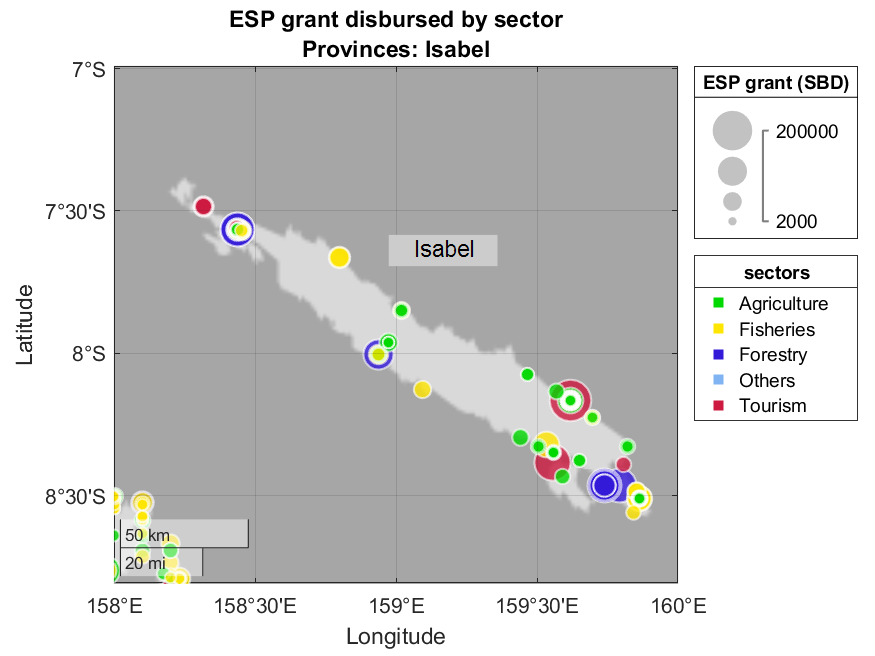 ESP grant disbursed by sector
Provinces: Isabel
7°S
7°30'S
8°S
8°30'S
Latitude
Isabel
50 km
20 mi
158°E
158°30'E
159°E
159°30'E
160°E
Longitude
ESP grant (SBD)
200000
2000
sectors
Agriculture
Fisheries
Forestry
Others
Tourism